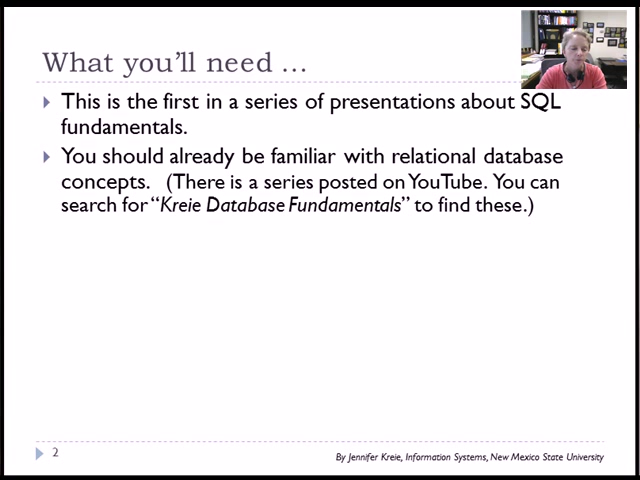 What you'll need …
This is the first in a series of presentations about SQL
fundamentals.
You should already be familiar with relational database
concepts. (There is a series posted on YouTube. You can
search for “Kreie Database Fundamentals” to find these.)
2
By Jennifer Kreie, Information Systems, New Mexico State University